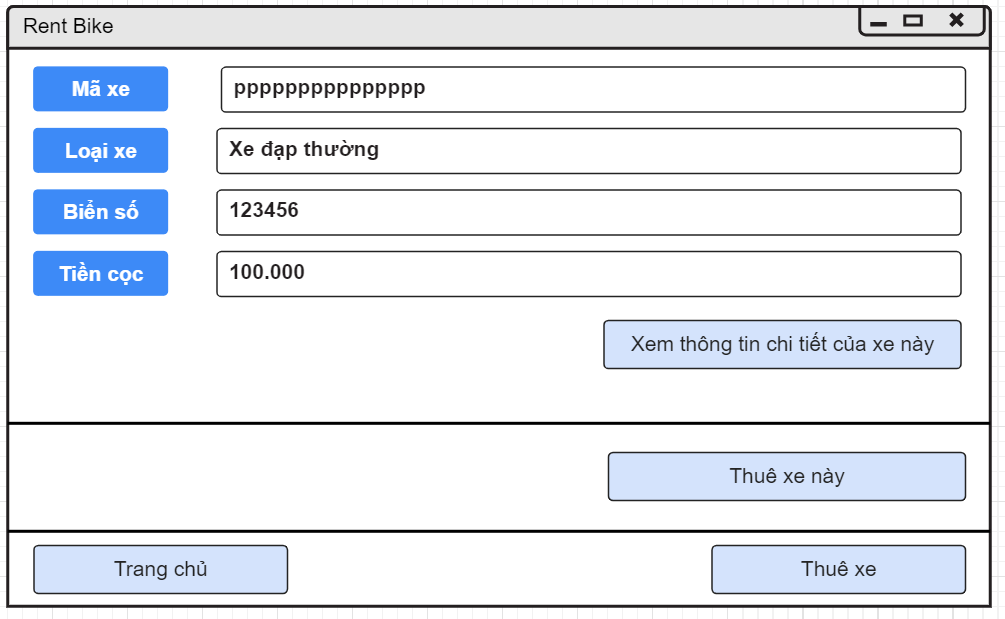 Rent Bike
Mã xe
ppppppppppppppp
Loại xe
Xe đạp thường
Biển số
123456
Tiền cọc
100.000
Xem thông tin chi tiết của xe này
Thuê xe này
Trang chủ
Thuê xe